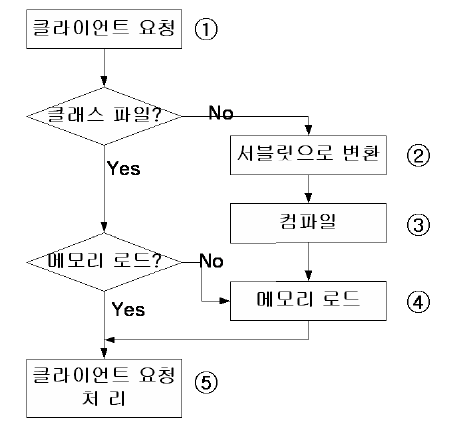 클라이언트 요청 ①
클래스 파일? No
서블릿으로 변환 ②
Yes
컴파일 ③
메모리 로드? No
메모리 로드 ④
Yes
클라이언트 요청
처 리 ⑤